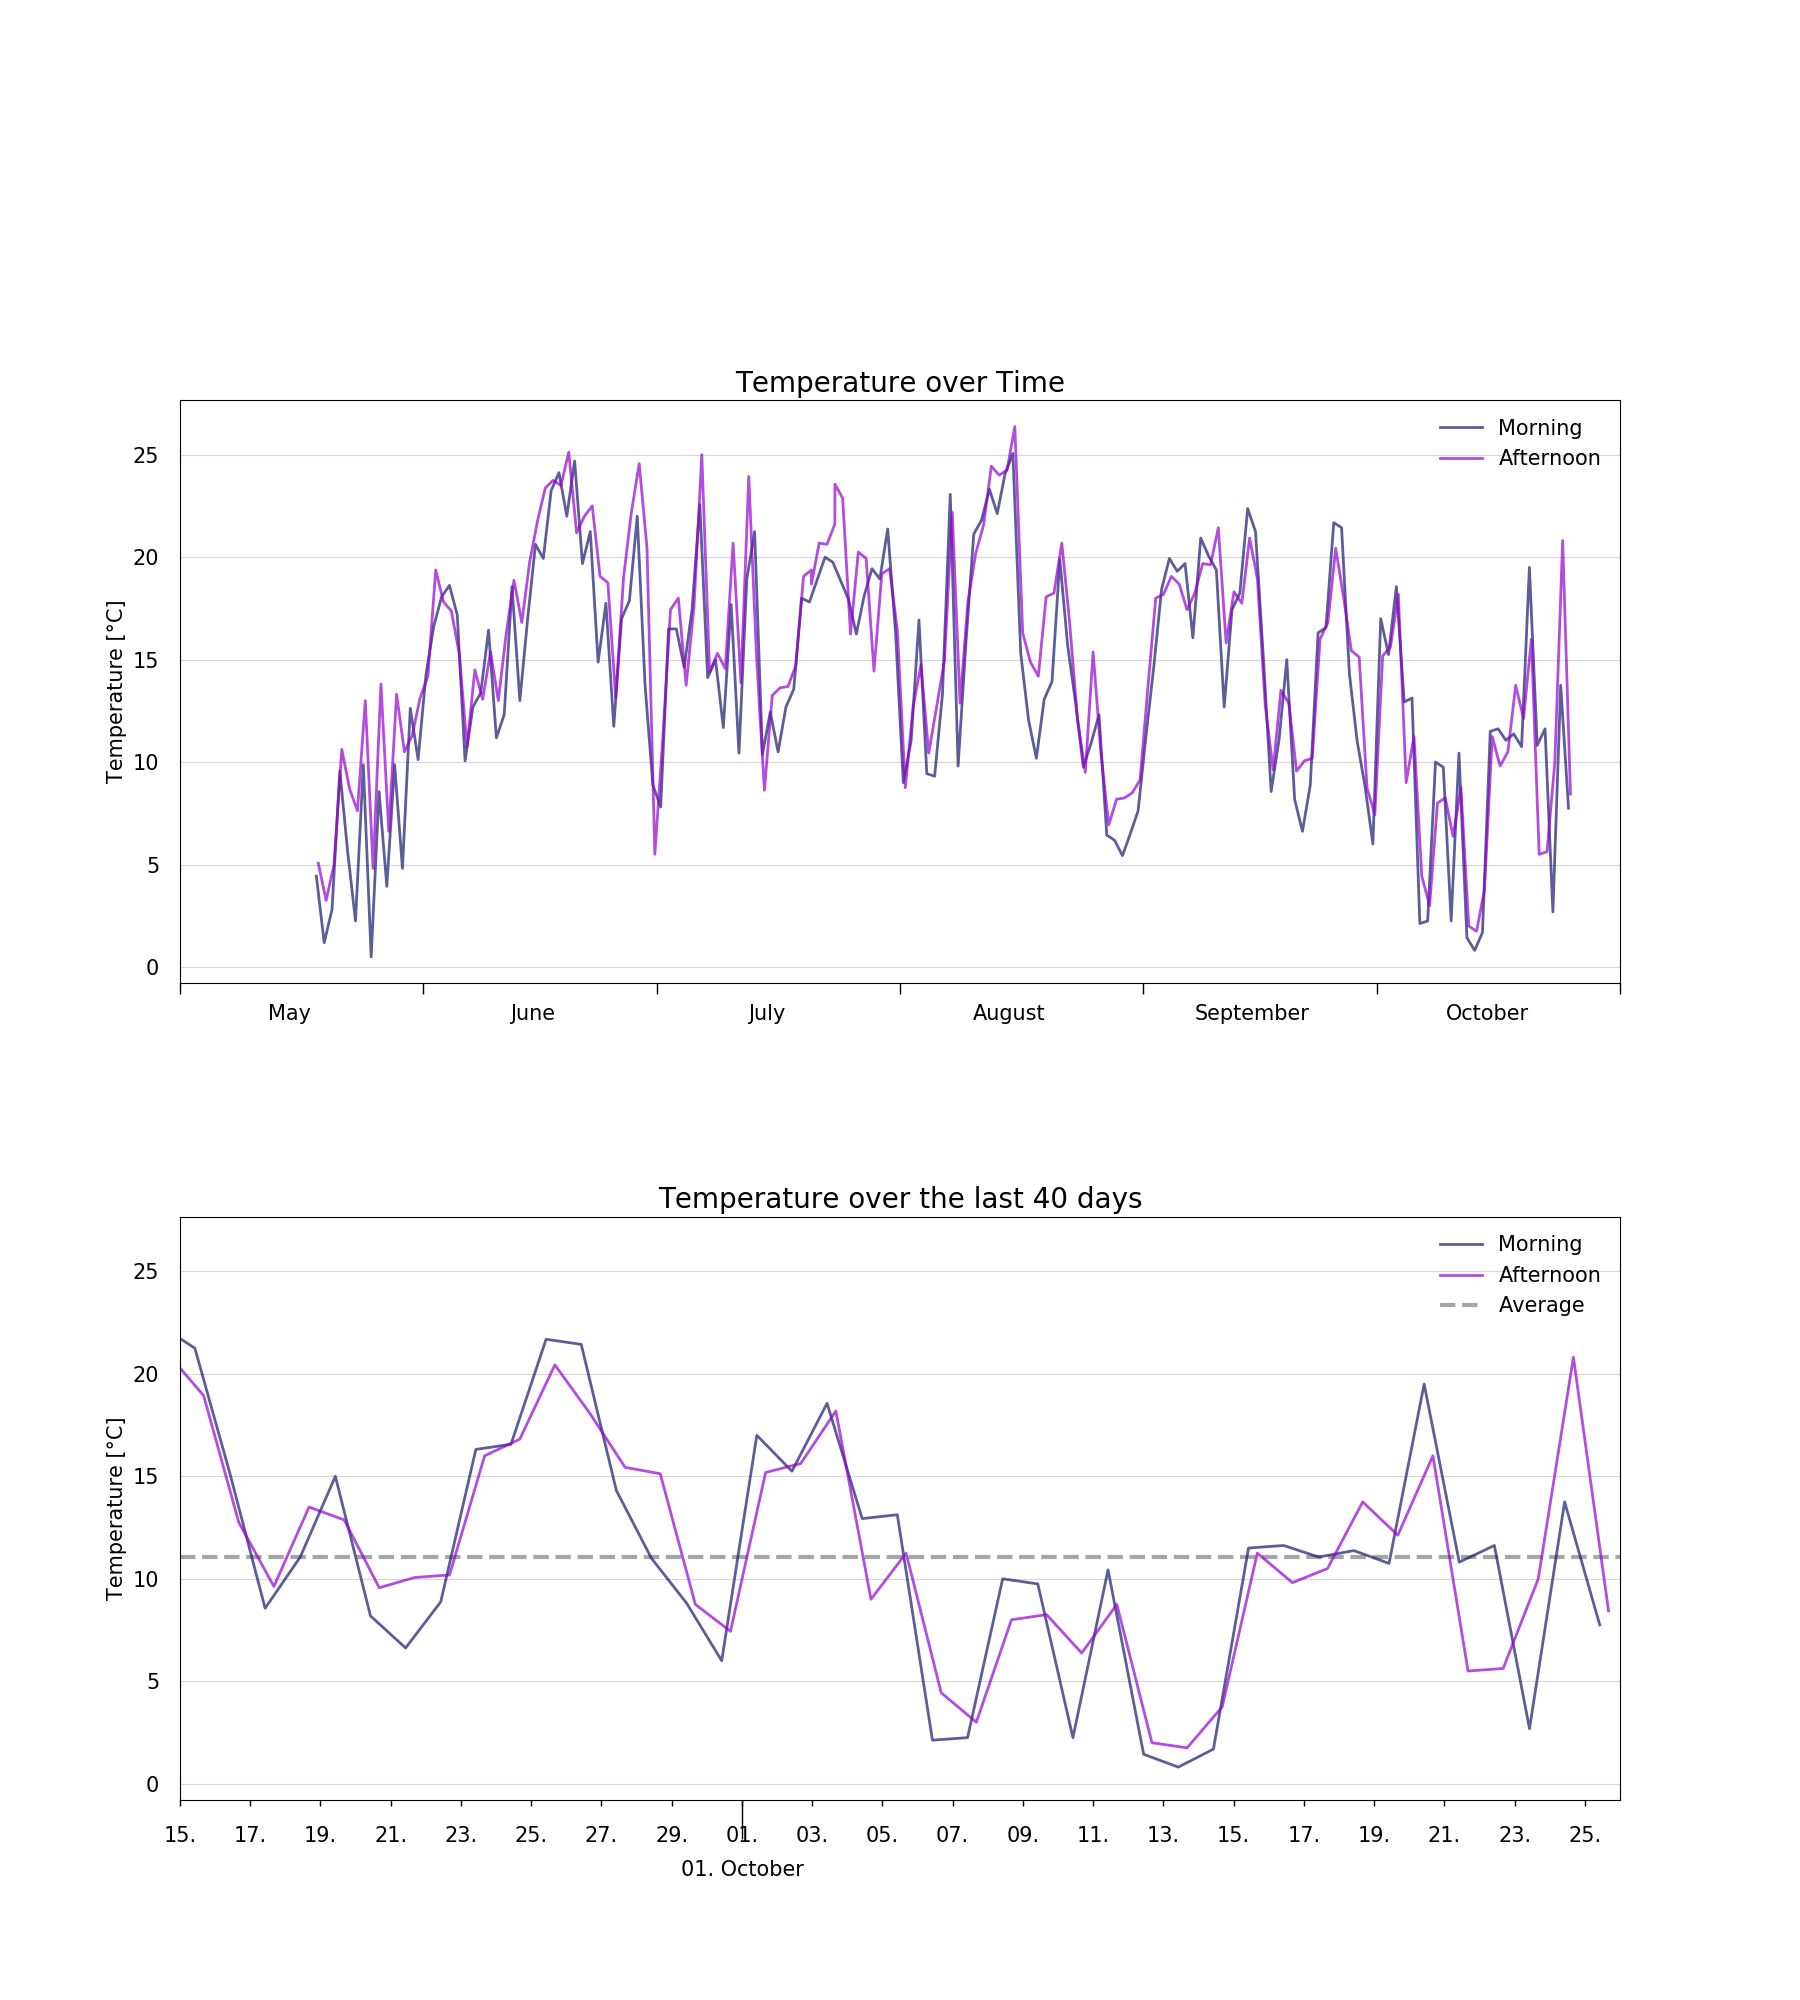 Temperature over Time
Morning
Afternoon
Temperature [°C]
25
20
15
10
5
0
May June July August September October
Temperature over the last 40 days
Morning
Afternoon
Average
Temperature [°C]
25
20
15
10
5
0
15. 17. 19. 21. 23. 25. 27. 29. 01. 03. 05. 07. 09. 11. 13. 15. 17. 19. 21. 23. 25.
01. October